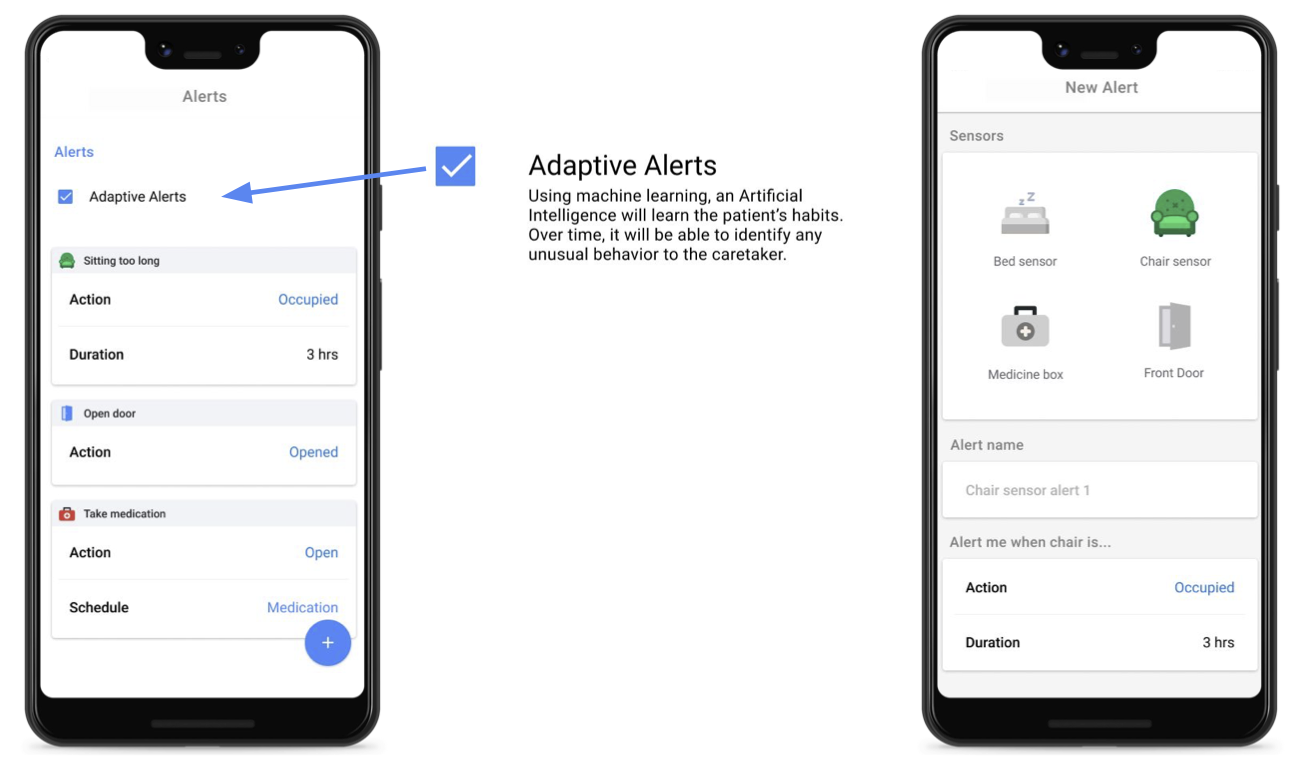 Alerts
Alerts
Adaptive Alerts
Sitting too long
Action Occupied
Duration 3 hrs
Open door
Action Opened
Take medication
Action Open
Schedule Medication
+
Adaptive Alerts
Using machine learning, an Artificial
Intelligence will learn the patient's habits.
Over time, it will be able to identify any
unusual behavior to the caretaker.
New Alert
Sensors
z Z
Bed sensor Chair sensor
Medicine box Front Door
Alert name
Chair sensor alert 1
Alert me when chair is...
Action Occupied
Duration 3 hrs